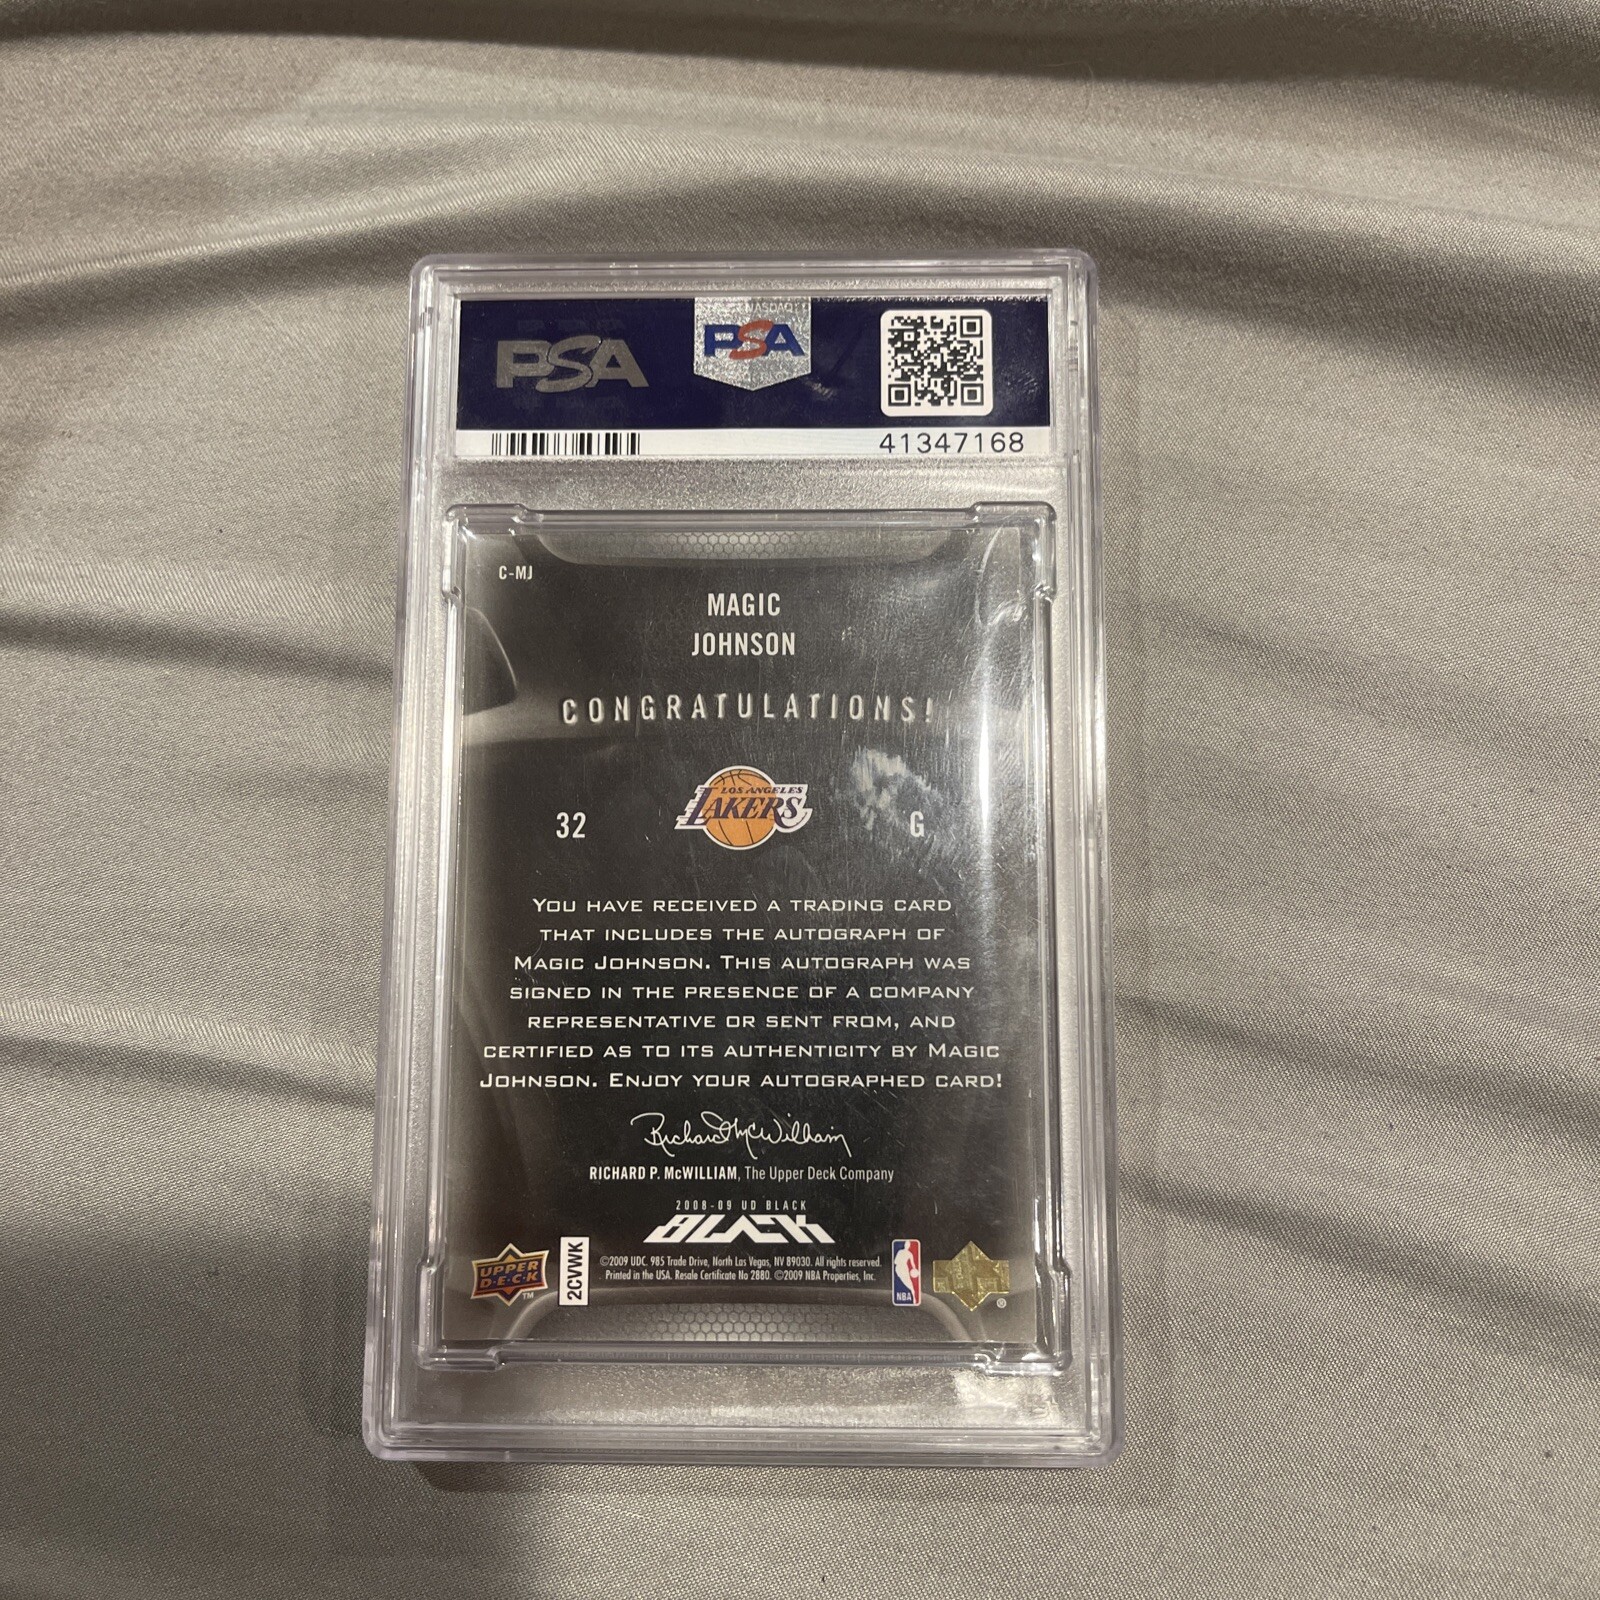 NASDAQ
PSA
PSA
41347168
C-MJ
MAGIC
JOHNSON
CONGRATULATIONS!
LOS ANGELES
LAKERS
32
G
YOU HAVE RECEIVED A TRADING CARD
THAT INCLUDES THE AUTOGRAPH OF
MAGIC JOHNSON. THIS AUTOGRAPH WAS
SIGNED IN THE PRESENCE OF A COMPANY
REPRESENTATIVE OR SENT FROM, AND
CERTIFIED AS TO ITS AUTHENTICITY BY MAGIC
JOHNSON. ENJOY YOUR AUTOGRAPHED CARD!
Richard McWilliam
RICHARD P. McWILLIAM, The Upper Deck Company
2008-09 UD BLACK
BLACK
UPPER
D·E·C·K
TM
2CVWK
©2009 UDC. 985 Trade Drive, North Las Vegas, NV 89030. All rights reserved.
Printed in the USA. Resale Certificate No 2880. ©2009 NBA Properties, Inc.
NBA
®